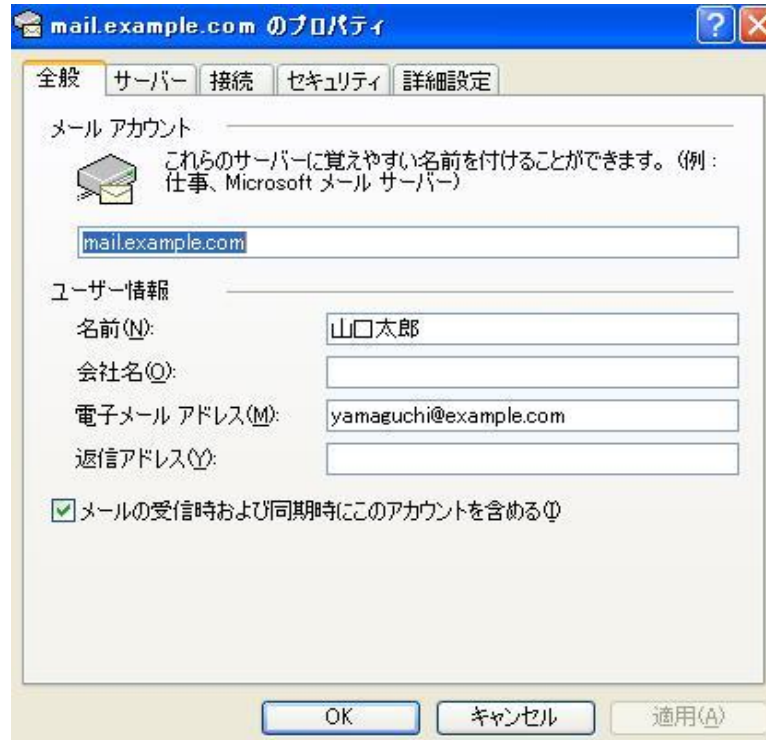 mail.example.com のプロパティ
全般 サーバー 接続 セキュリティ 詳細設定
メール アカウント
これらのサーバーに覚えやすい名前を付けることができます。(例:
仕事、Microsoft メール サーバー)
mail.example.com
ユーザー情報
名前(N): 山口太郎
会社名(O):
電子メール アドレス(M): yamaguchi@example.com
返信アドレス(Y):
メールの受信時および同期時にこのアカウントを含める(I)
OK キャンセル 適用(A)